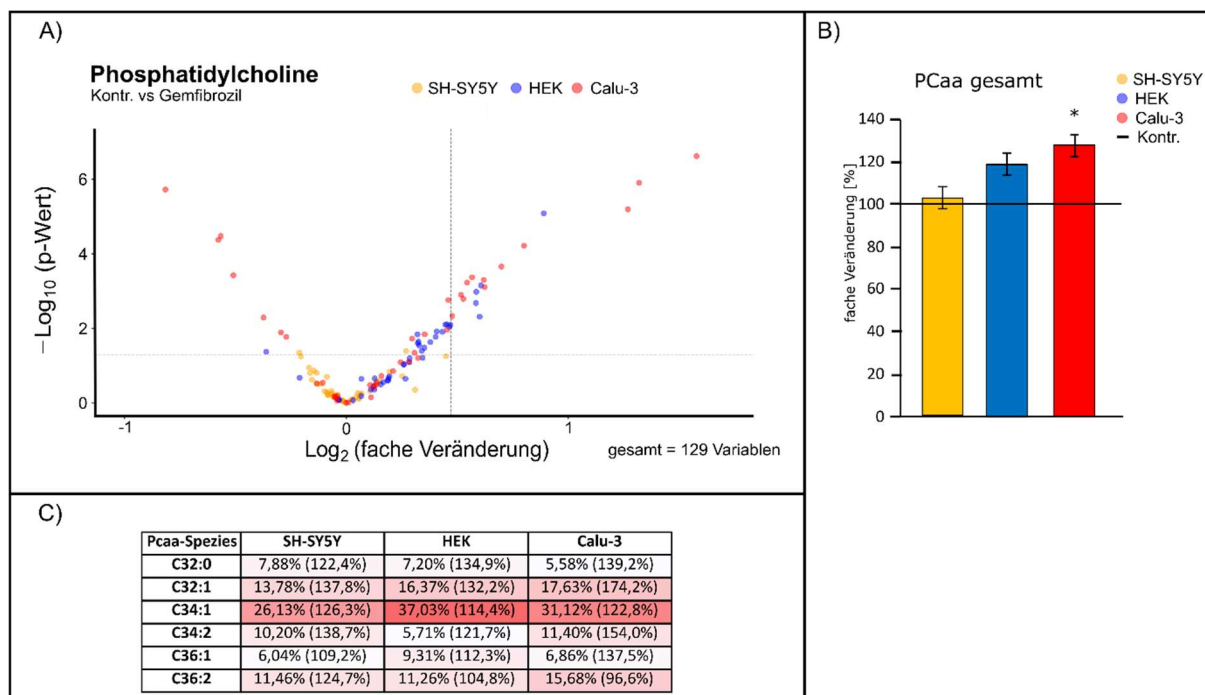 A)
Phosphatidylcholine
Kontr. vs Gemfibrozil
SH-SY5Y HEK Calu-3
−Log10 (p-Wert)
6
4
2
0
-1 0 1
Log2 (fache Veränderung)
gesamt = 129 Variablen
B)
PCaa gesamt
SH-SY5Y
HEK
Calu-3
Kontr.
*
fache Veränderung [%]
140
120
100
80
60
40
20
0
C)
Pcaa-Spezies SH-SY5Y HEK Calu-3
C32:0 7,88% (122,4%) 7,20% (134,9%) 5,58% (139,2%)
C32:1 13,78% (137,8%) 16,37% (132,2%) 17,63% (174,2%)
C34:1 26,13% (126,3%) 37,03% (114,4%) 31,12% (122,8%)
C34:2 10,20% (138,7%) 5,71% (121,7%) 11,40% (154,0%)
C36:1 6,04% (109,2%) 9,31% (112,3%) 6,86% (137,5%)
C36:2 11,46% (124,7%) 11,26% (104,8%) 15,68% (96,6%)